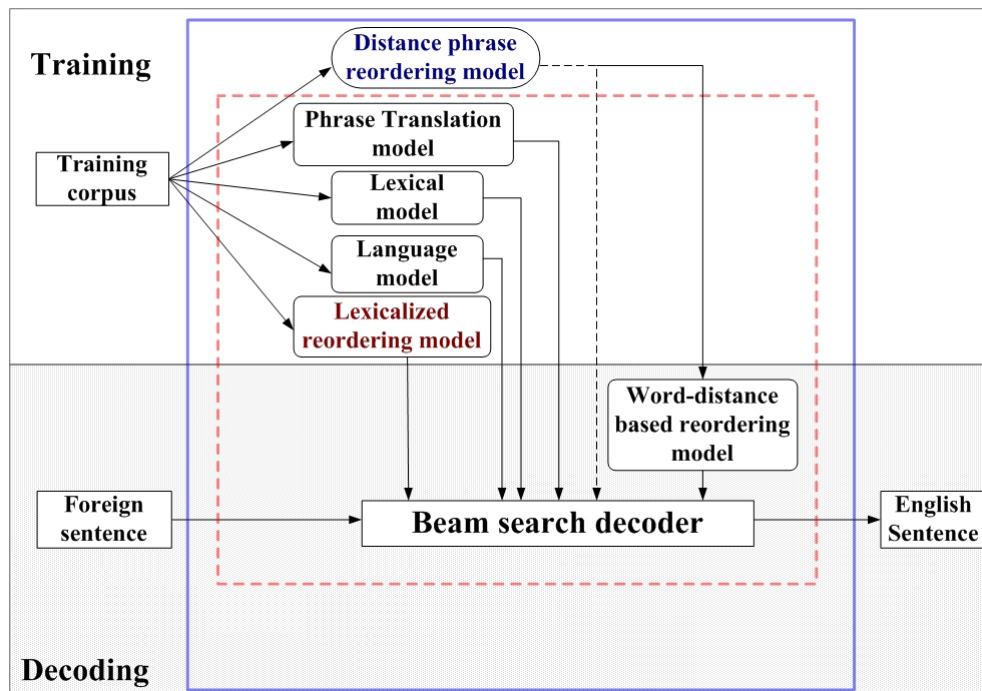 Training
Distance phrase
reordering model
Phrase Translation
model
Training
corpus
Lexical
model
Language
model
Lexicalized
reordering model
Word-distance
based reordering
model
Foreign
sentence
Beam search decoder
English
Sentence
Decoding